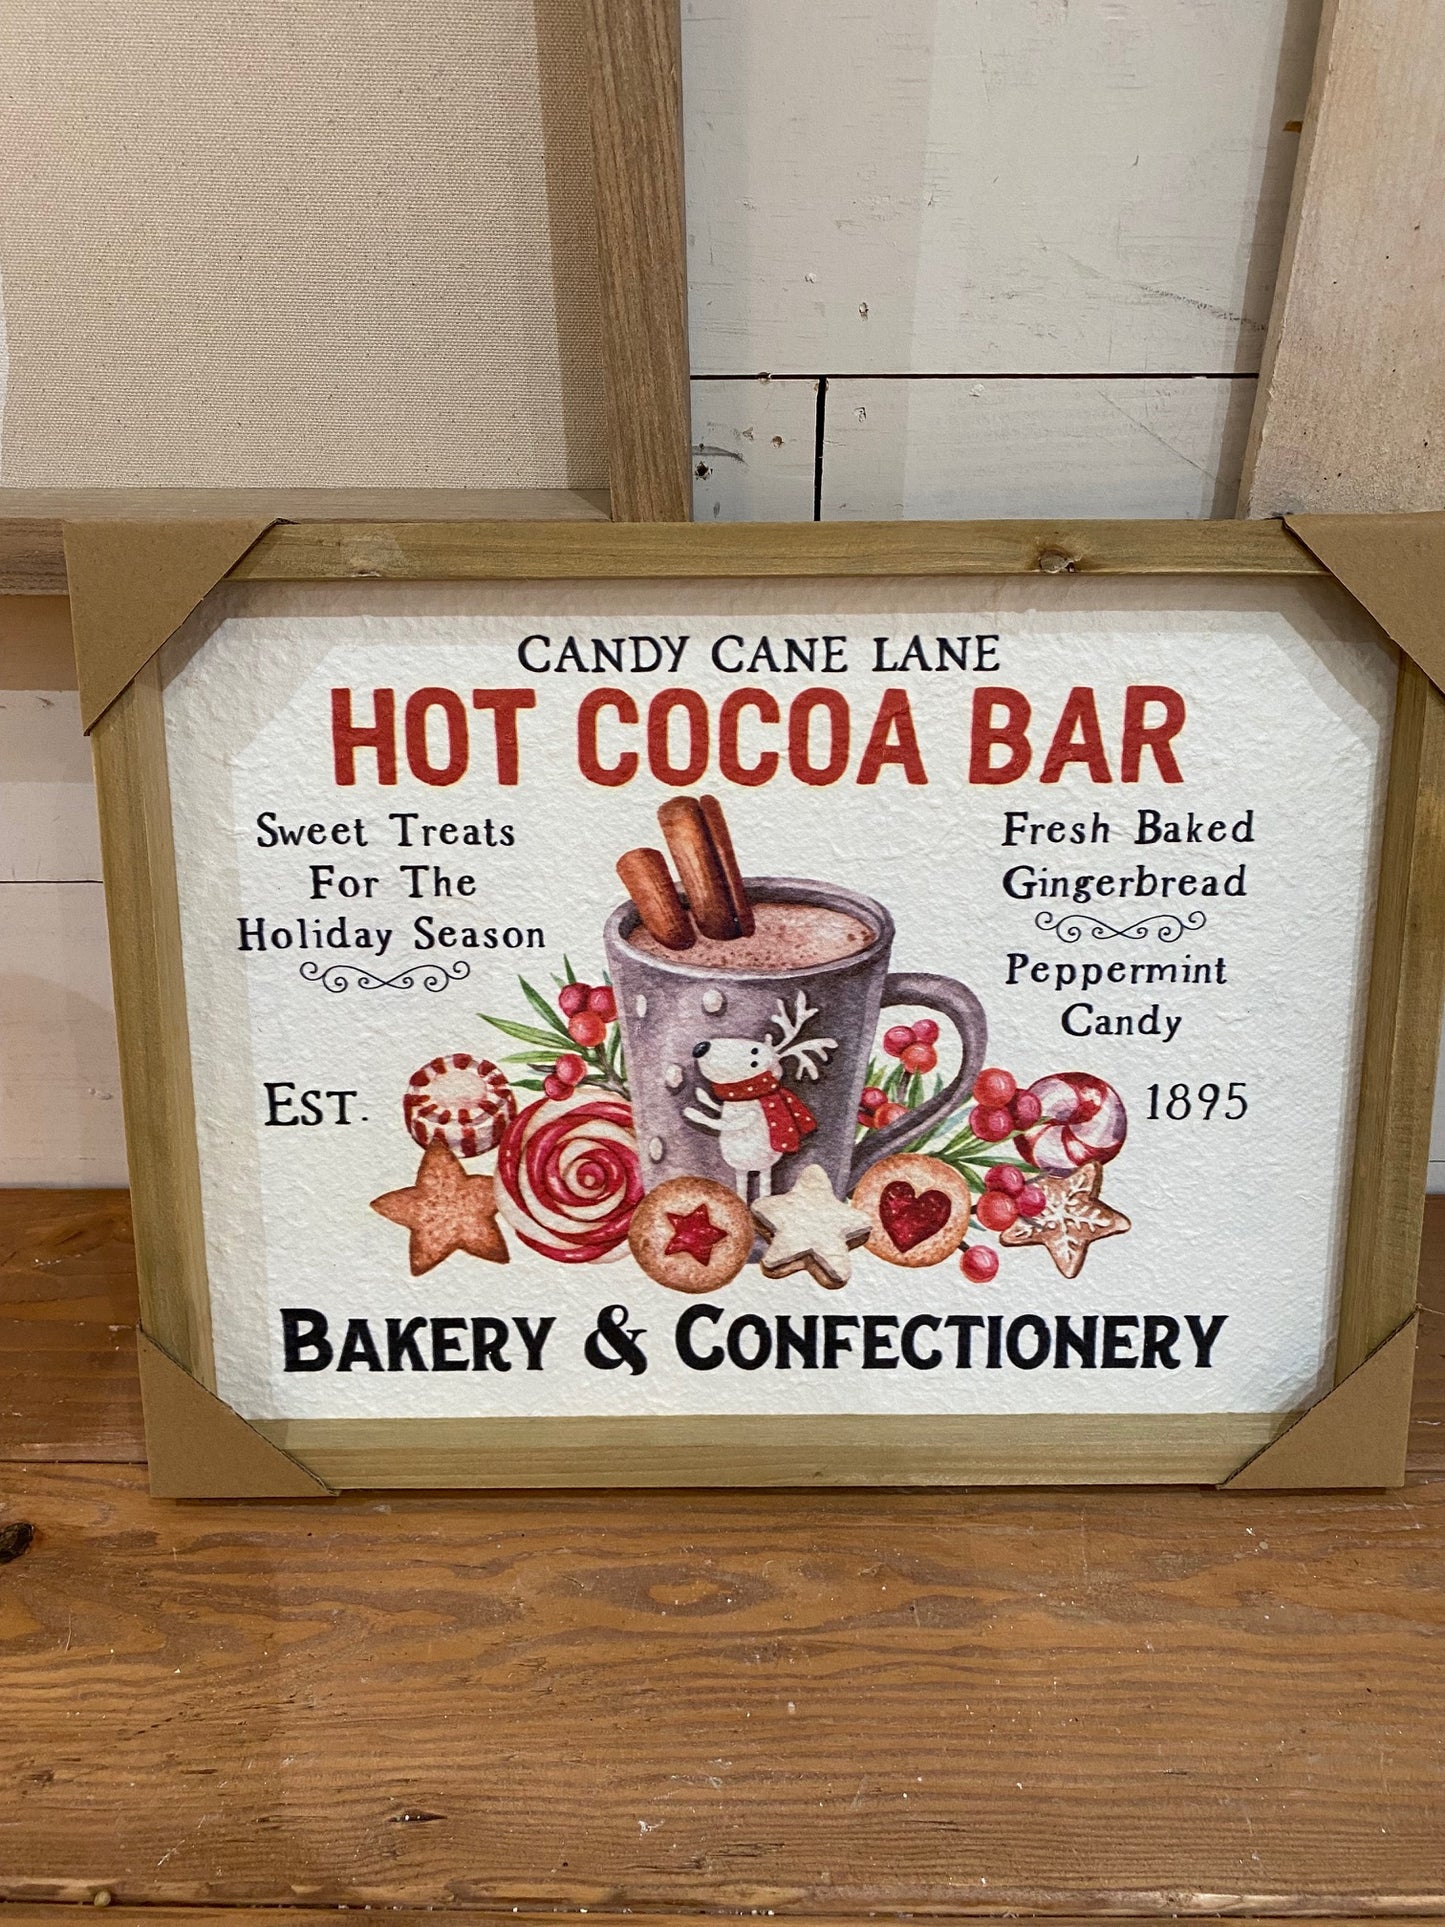 CANDY CANE LANE
HOT COCOA BAR
Sweet Treats
For The
Holiday Season
Fresh Baked
Gingerbread
Peppermint
Candy
EST.
1895
BAKERY & CONFECTIONERY